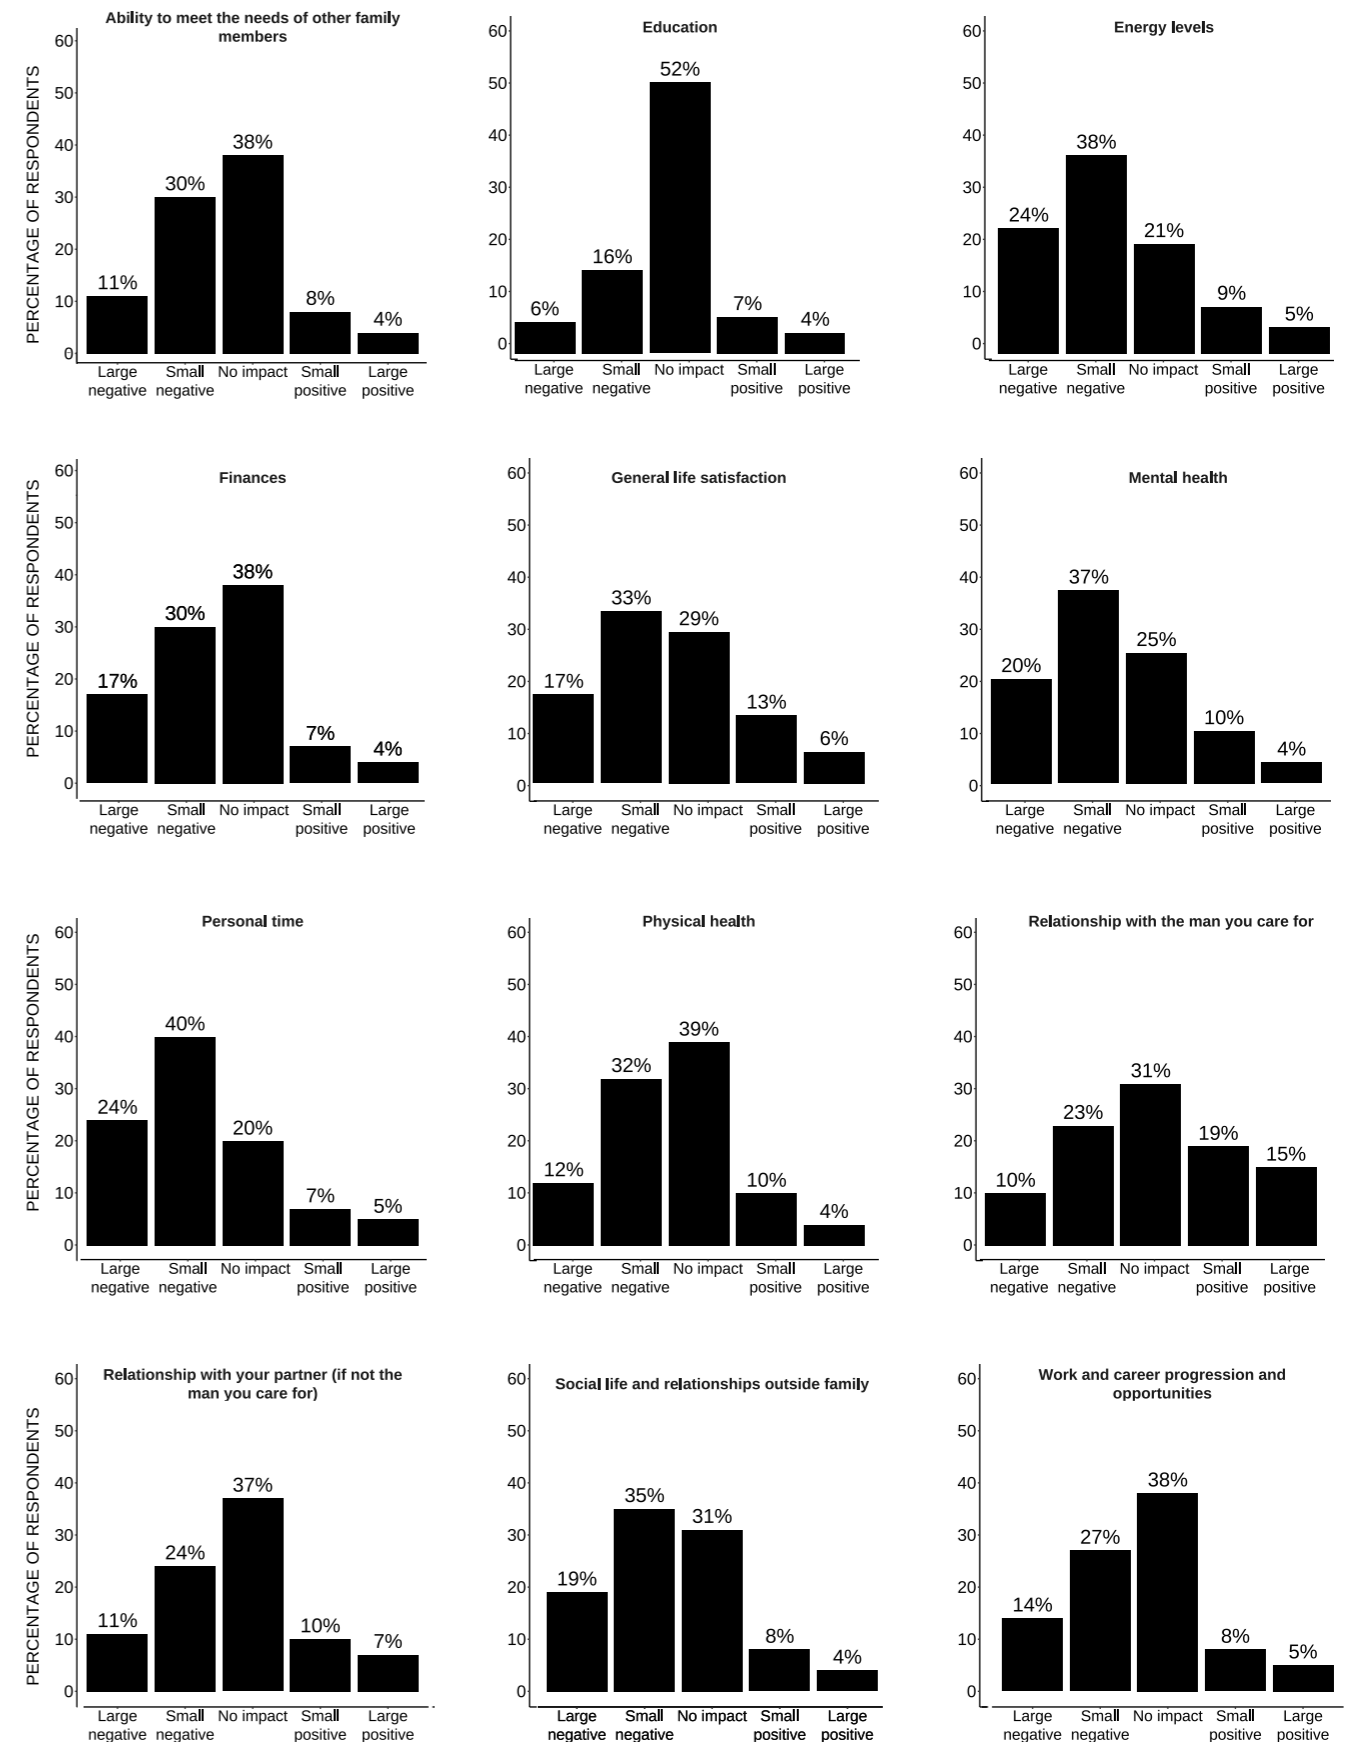 Ability to meet the needs of other family
members
Education
Energy levels
PERCENTAGE OF RESPONDENTS
60
50
40
30
20
10
0
11%
30%
38%
8%
4%
Large
negative
Small
negative
No impact
Small
positive
Large
positive
60
50
40
30
20
10
0
6%
16%
52%
7%
4%
Large
negative
Small
negative
No impact
Small
positive
Large
positive
60
50
40
30
20
10
0
24%
38%
21%
9%
5%
Large
negative
Small
negative
No impact
Small
positive
Large
positive
Finances
General life satisfaction
Mental health
PERCENTAGE OF RESPONDENTS
60
50
40
30
20
10
0
17%
30%
38%
7%
4%
Large
negative
Small
negative
No impact
Small
positive
Large
positive
60
50
40
30
20
10
0
17%
33%
29%
13%
6%
Large
negative
Small
negative
No impact
Small
positive
Large
positive
60
50
40
30
20
10
0
20%
37%
25%
10%
4%
Large
negative
Small
negative
No impact
Small
positive
Large
positive
Personal time
Physical health
Relationship with the man you care for
PERCENTAGE OF RESPONDENTS
60
50
40
30
20
10
0
24%
40%
20%
7%
5%
Large
negative
Small
negative
No impact
Small
positive
Large
positive
60
50
40
30
20
10
0
12%
32%
39%
10%
4%
Large
negative
Small
negative
No impact
Small
positive
Large
positive
60
50
40
30
20
10
0
10%
23%
31%
19%
15%
Large
negative
Small
negative
No impact
Small
positive
Large
positive
Relationship with your partner (if not the
man you care for)
Social life and relationships outside family
Work and career progression and
opportunities
PERCENTAGE OF RESPONDENTS
60
50
40
30
20
10
0
11%
24%
37%
10%
7%
Large
negative
Small
negative
No impact
Small
positive
Large
positive
60
50
40
30
20
10
0
19%
35%
31%
8%
4%
Large
negative
Small
negative
No impact
Small
positive
Large
positive
60
50
40
30
20
10
0
14%
27%
38%
8%
5%
Large
negative
Small
negative
No impact
Small
positive
Large
positive